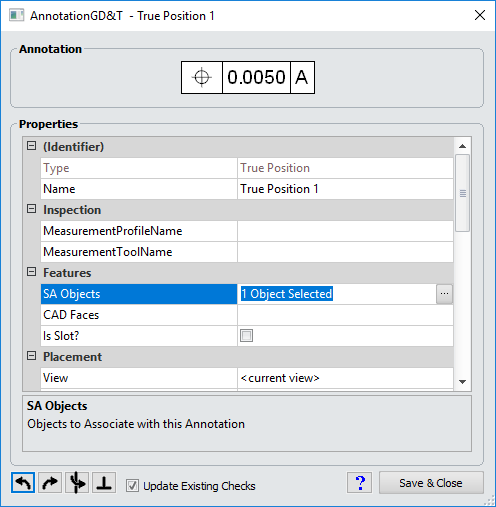 AnnotationGD&T - True Position 1
Annotation
0.0050 A
Properties
(Identifier)
Type True Position
Name True Position 1
Inspection
MeasurementProfileName
MeasurementToolName
Features
SA Objects 1 Object Selected ...
CAD Faces
Is Slot?
Placement
View <current view>
SA Objects
Objects to Associate with this Annotation
Update Existing Checks ? Save & Close